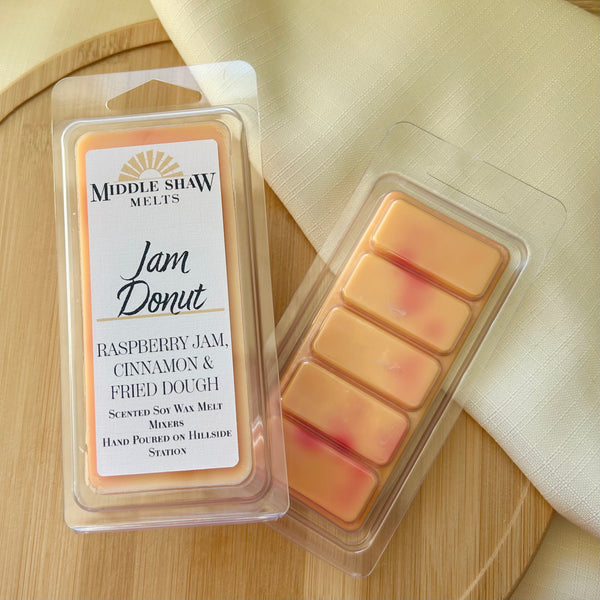 MIDDLE SHAW
MELTS
Jam
Donut
RASPBERRY JAM,
CINNAMON &
FRIED DOUGH
SCENTED SOY WAX MELT
MIXERS
HAND POURED ON HILLSIDE
STATION